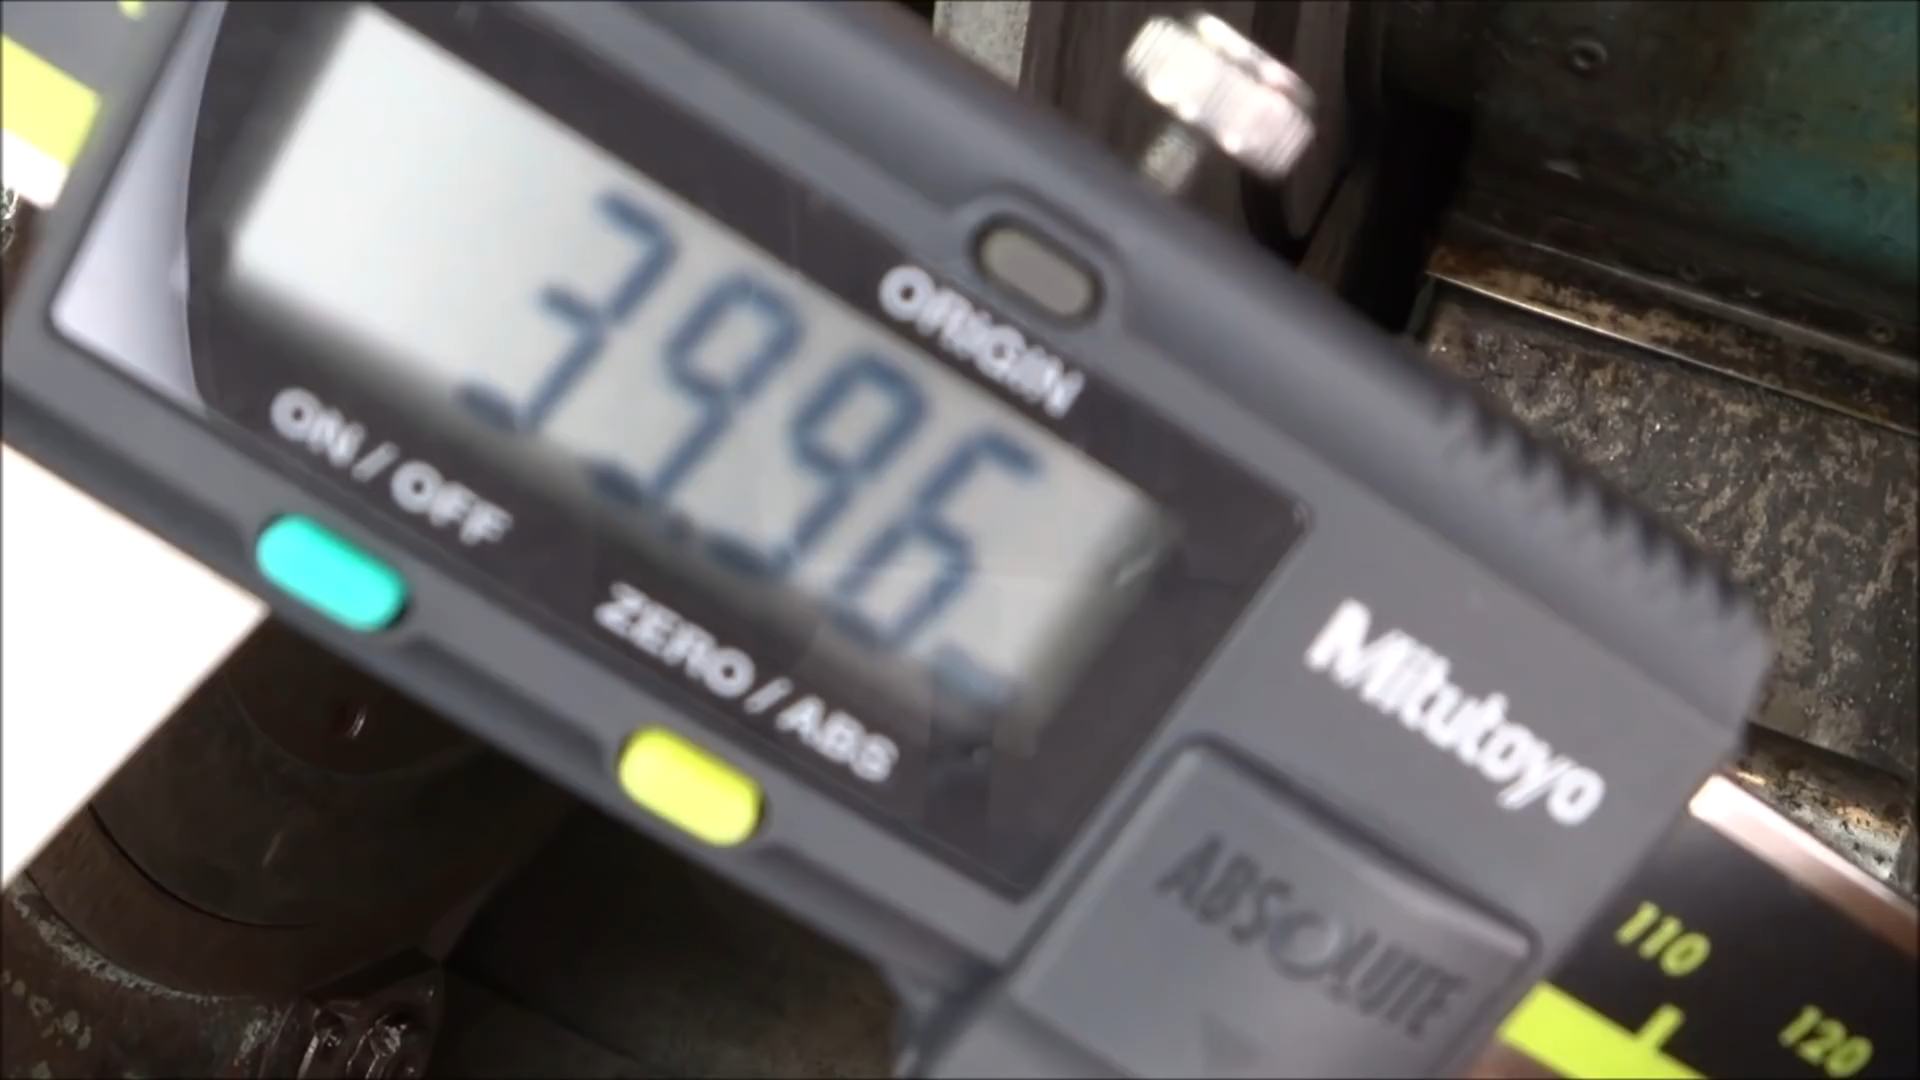 39.96
ORIGIN
ON / OFF
ZERO / ABS
Mitutoyo
ABSOLUTE
110
120